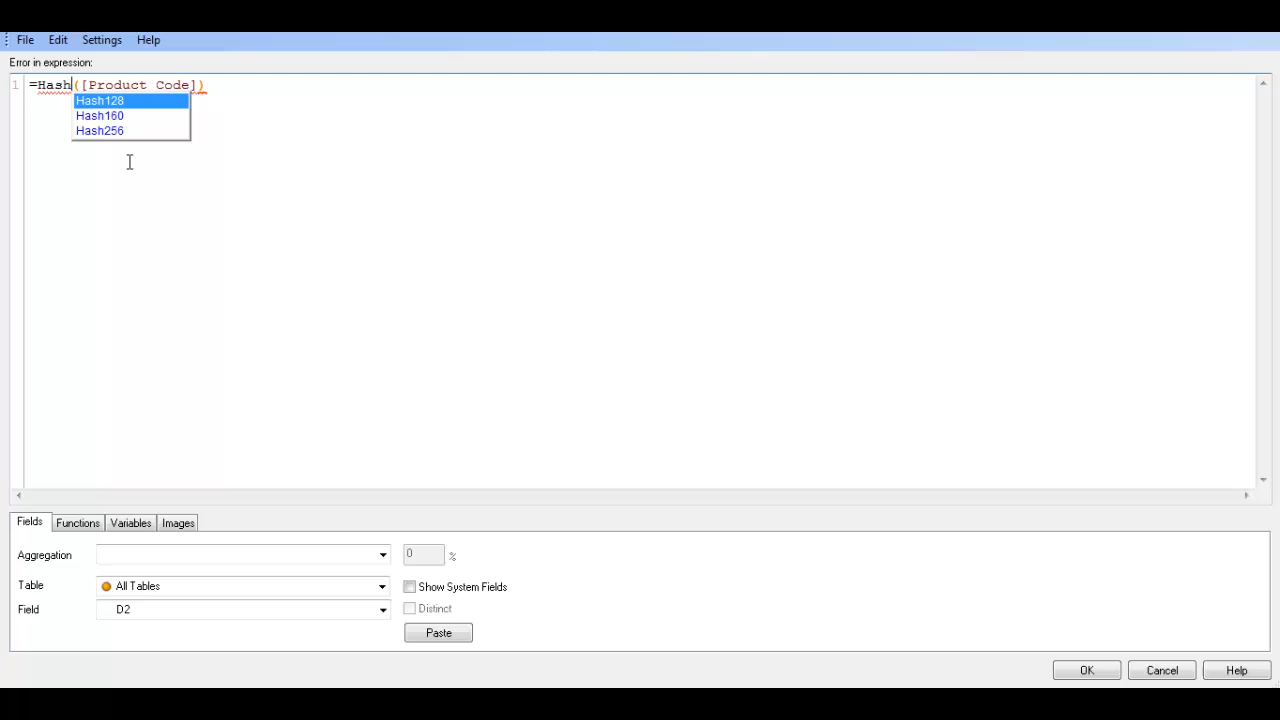 File Edit Settings Help
Error in expression:
1 =Hash([Product Code])
Hash128
Hash160
Hash256
Fields Functions Variables Images
Aggregation 0 %
Table All Tables Show System Fields
Field D2 Distinct
Paste
OK Cancel Help